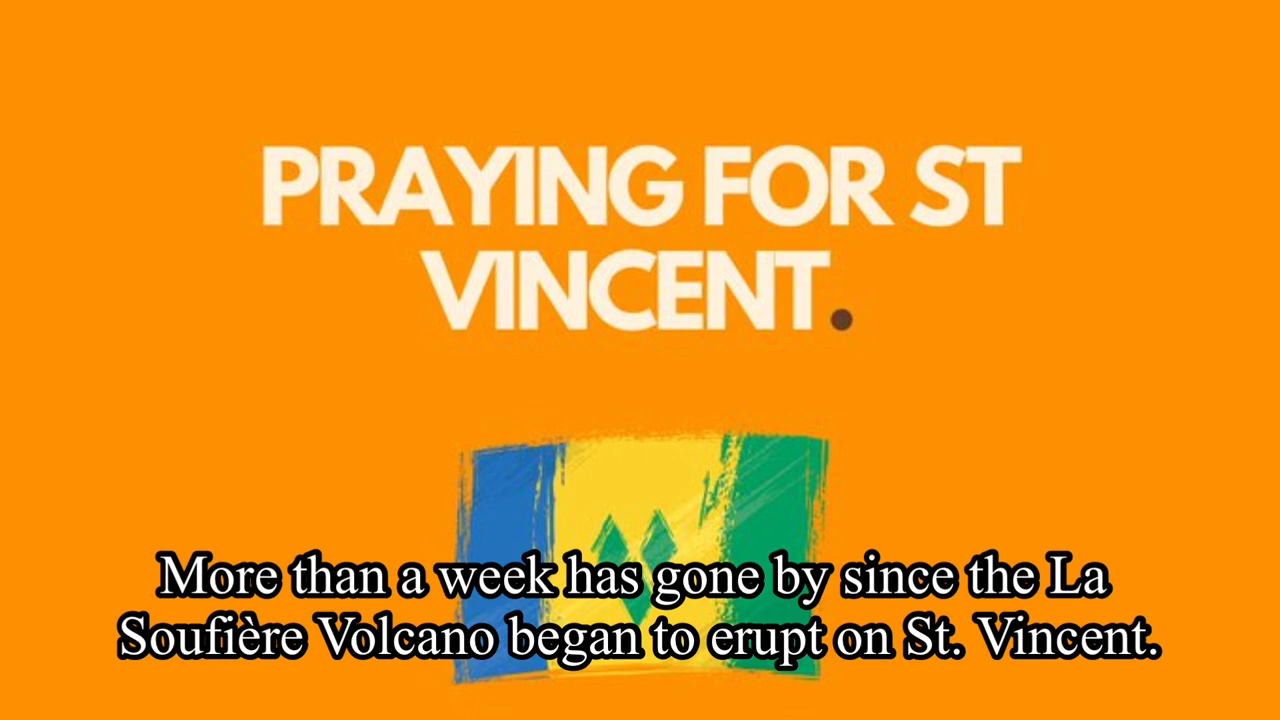 PRAYING FOR ST
VINCENT.
More than a week has gone by since the La
Soufière Volcano began to erupt on St. Vincent.